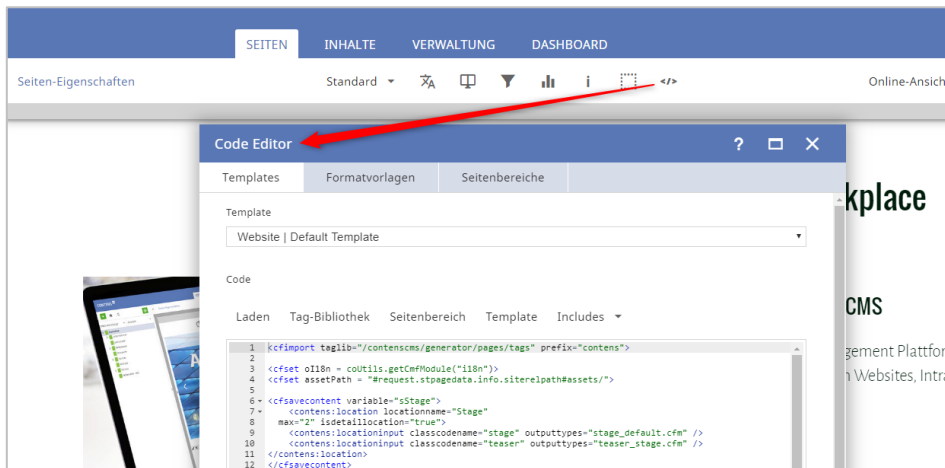 SEITEN INHALTE VERWALTUNG DASHBOARD
Seiten-Eigenschaften Standard i </> Online-Ansich
Code Editor ?
Templates Formatvorlagen Seitenbereiche
kplace
Template
Website | Default Template
Code
CMS
Laden Tag-Bibliothek Seitenbereich Template Includes
gement Plattfor
n Websites, Intra
1 <cfimport taglib="/contenscms/generator/pages/tags" prefix="contens">
2
3 <cfset oI18n = coUtils.getCmfModule("i18n")>
4 <cfset assetPath = "#request.stpagedata.info.siterelpath#assets/">
5
6 <cfsavecontent variable="sStage">
7 <contens:location locationname="Stage"
8 max="2" isdetaillocation="true">
9 <contens:locationinput classcodename="stage" outputtypes="stage_default.cfm" />
10 <contens:locationinput classcodename="teaser" outputtypes="teaser_stage.cfm" />
11 </contens:location>
12 </cfsavecontent>